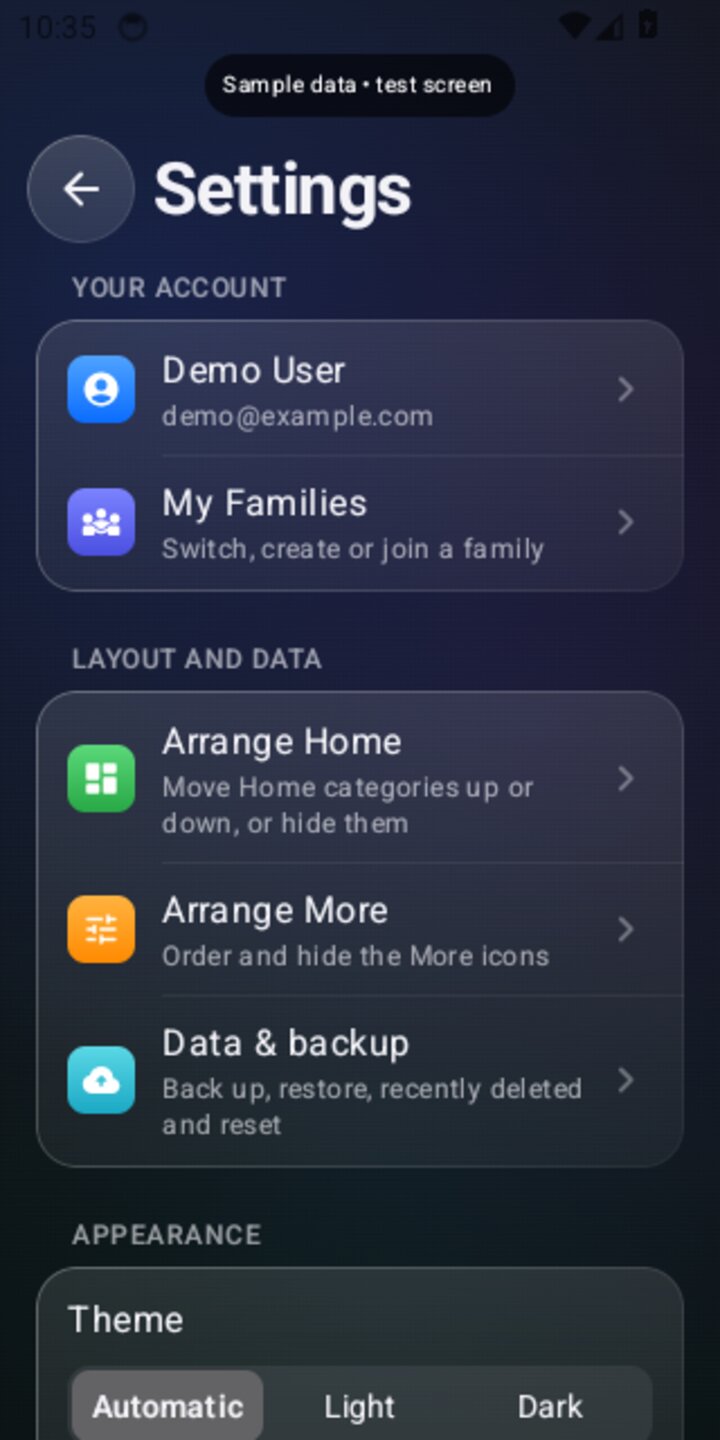 10:35
Sample data • test screen
Settings
YOUR ACCOUNT
Demo User
demo@example.com
My Families
Switch, create or join a family
LAYOUT AND DATA
Arrange Home
Move Home categories up or
down, or hide them
Arrange More
Order and hide the More icons
Data & backup
Back up, restore, recently deleted
and reset
APPEARANCE
Theme
Automatic Light Dark